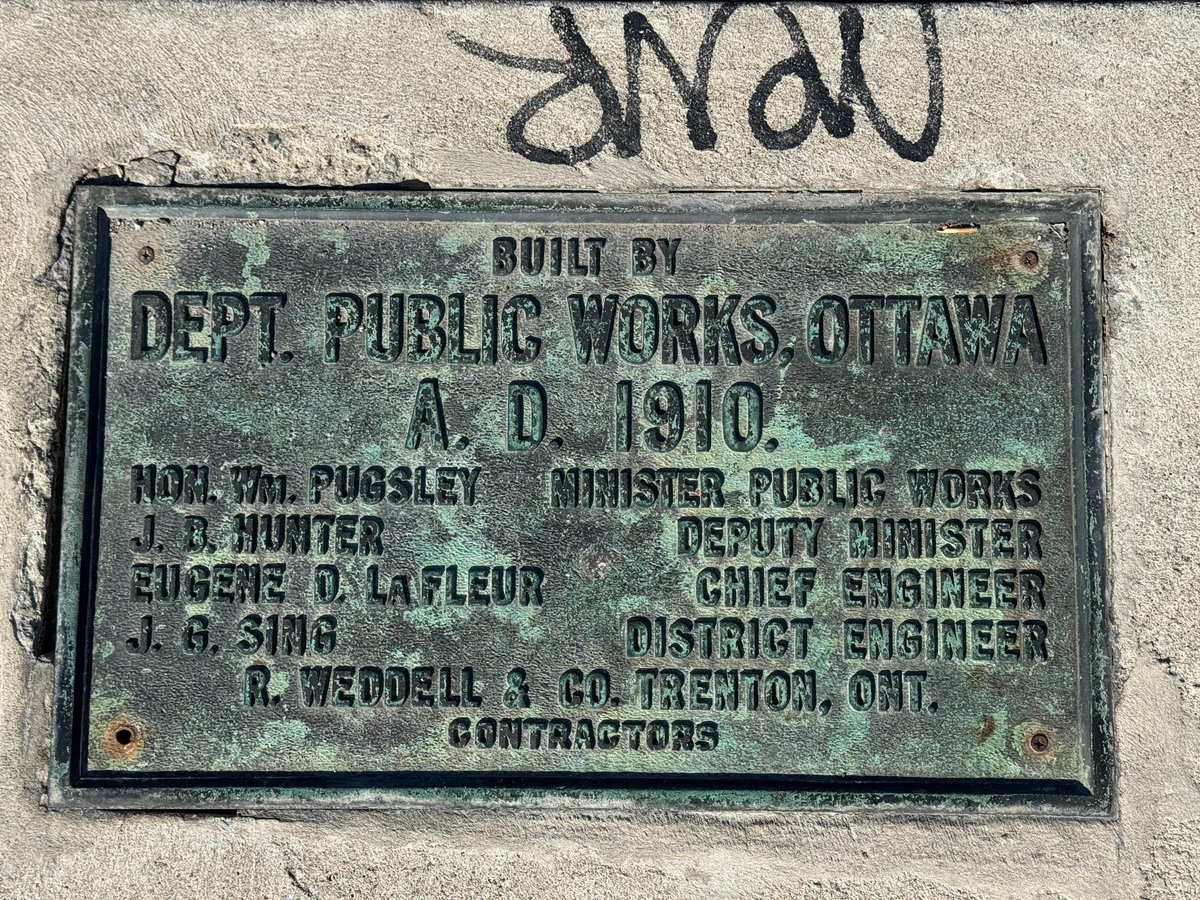 BUILT BY
DEPT. PUBLIC WORKS, OTTAWA
A. D. 1910.
HON. WM. PUGSLEY MINISTER PUBLIC WORKS
J. B. HUNTER DEPUTY MINISTER
EUGENE D. LAFLEUR CHIEF ENGINEER
J. G. SING DISTRICT ENGINEER
R. WEDDELL & CO. TRENTON, ONT.
CONTRACTORS